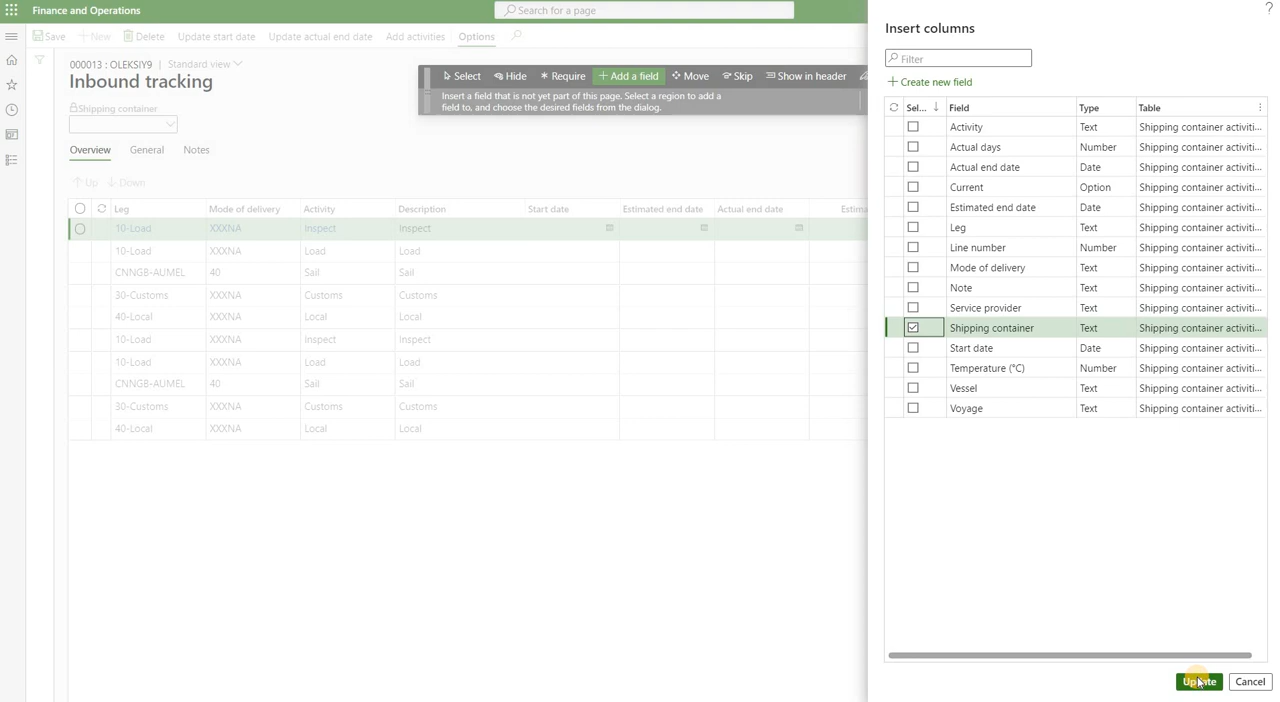 Finance and Operations
Search for a page
?
Save New Delete Update start date Update actual end date Add activities Options
000013 : OLEKSIY9 | Standard view
Inbound tracking
Shipping container
Overview General Notes
Up Down
Select Hide Require Add a field Move Skip Show in header
Insert a field that is not yet part of this page. Select a region to add a
field to, and choose the desired fields from the dialog.
Leg Mode of delivery Activity Description Start date Estimated end date Actual end date Estima
10-Load XXXNA Inspect Inspect
10-Load XXXNA Load Load
CNNGB-AUMEL 40 Sail Sail
30-Customs XXXNA Customs Customs
40-Local XXXNA Local Local
10-Load XXXNA Inspect Inspect
10-Load XXXNA Load Load
CNNGB-AUMEL 40 Sail Sail
30-Customs XXXNA Customs Customs
40-Local XXXNA Local Local
Insert columns
Filter
Create new field
Sel... Field Type Table
Activity Text Shipping container activiti...
Actual days Number Shipping container activiti...
Actual end date Date Shipping container activiti...
Current Option Shipping container activiti...
Estimated end date Date Shipping container activiti...
Leg Text Shipping container activiti...
Line number Number Shipping container activiti...
Mode of delivery Text Shipping container activiti...
Note Text Shipping container activiti...
Service provider Text Shipping container activiti...
Shipping container Text Shipping container activiti...
Start date Date Shipping container activiti...
Temperature (°C) Number Shipping container activiti...
Vessel Text Shipping container activiti...
Voyage Text Shipping container activiti...
Update Cancel